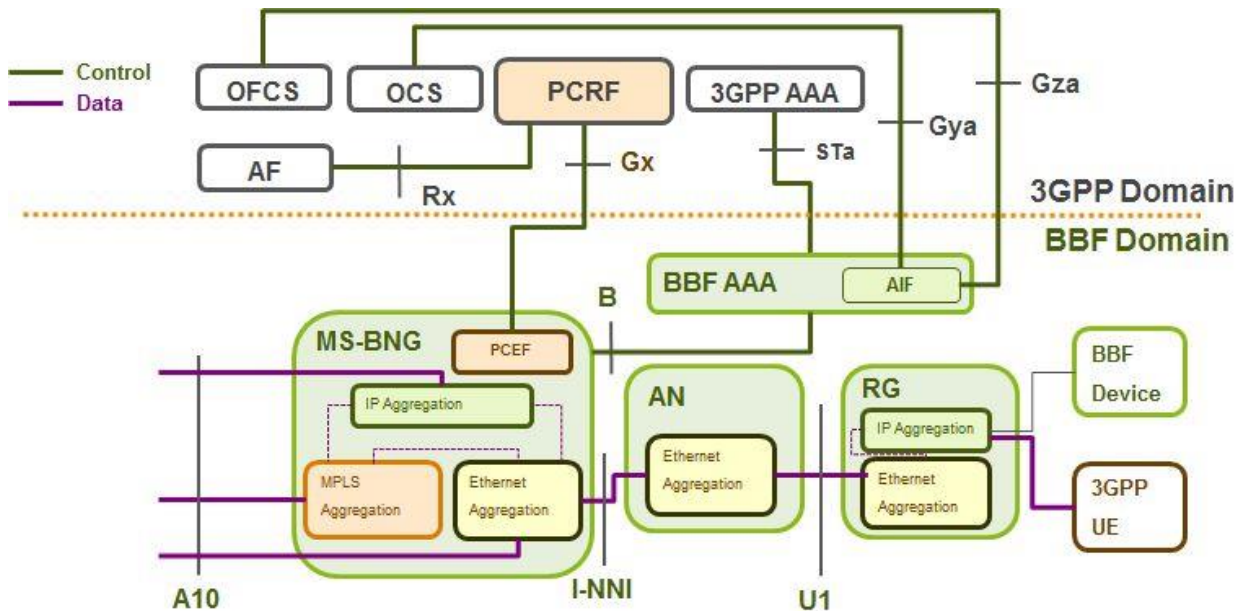 Control
Data
OFCS
OCS
PCRF
3GPP AAA
Gza
Gya
AF
Rx
Gx
STa
3GPP Domain
BBF Domain
BBF AAA
AIF
B
MS-BNG
PCEF
IP Aggregation
MPLS
Aggregation
Ethernet
Aggregation
AN
Ethernet
Aggregation
RG
IP Aggregation
Ethernet
Aggregation
BBF
Device
3GPP
UE
A10
I-NNI
U1